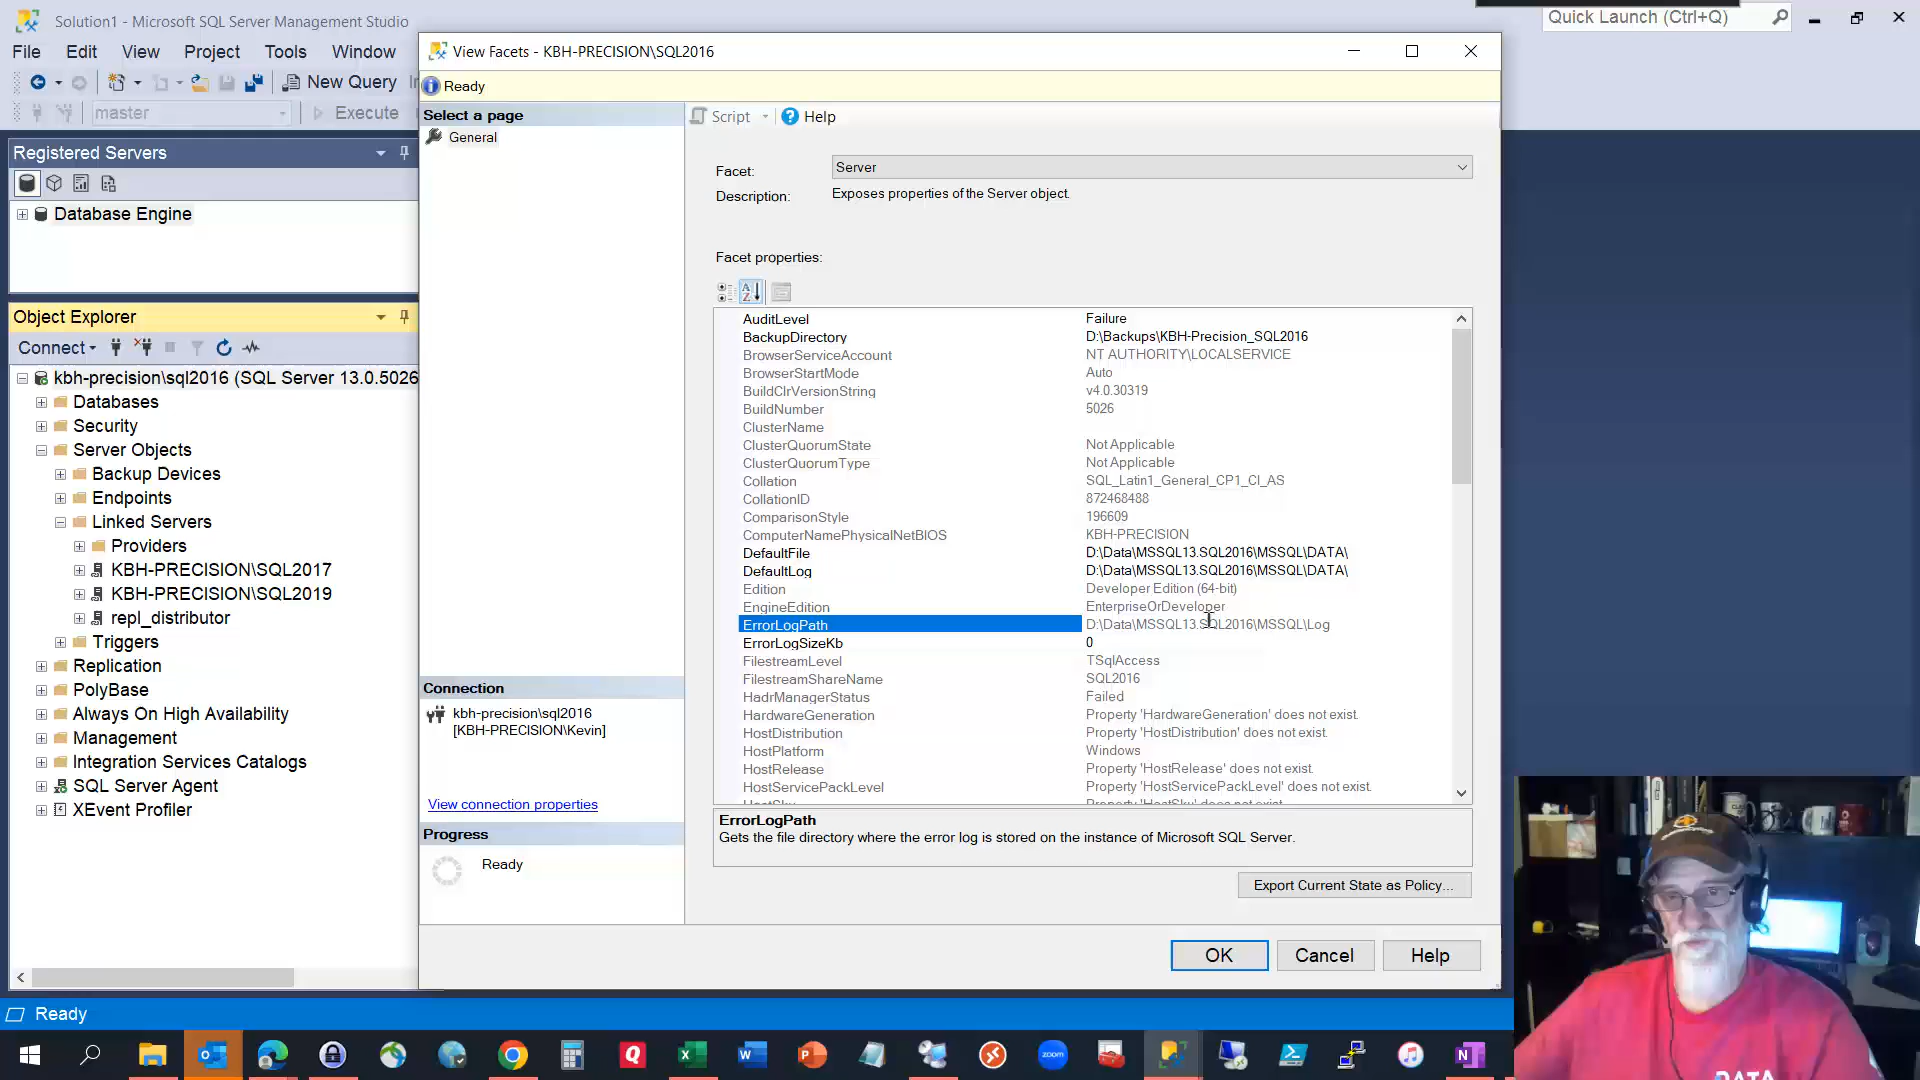 Solution1 - Microsoft SQL Server Management Studio
Quick Launch (Ctrl+Q)
File Edit View Project Tools Window
New Query
master
Execute
Registered Servers
Database Engine
Object Explorer
Connect
kbh-precision\sql2016 (SQL Server 13.0.5026
Databases
Security
Server Objects
Backup Devices
Endpoints
Linked Servers
Providers
KBH-PRECISION\SQL2017
KBH-PRECISION\SQL2019
repl_distributor
Triggers
Replication
PolyBase
Always On High Availability
Management
Integration Services Catalogs
SQL Server Agent
XEvent Profiler
Ready
View Facets - KBH-PRECISION\SQL2016
Ready
Select a page
General
Connection
kbh-precision\sql2016
[KBH-PRECISION\Kevin]
View connection properties
Progress
Ready
Script Help
Facet: Server
Description: Exposes properties of the Server object.
Facet properties:
AuditLevel Failure
BackupDirectory D:\Backups\KBH-Precision_SQL2016
BrowserServiceAccount NT AUTHORITY\LOCALSERVICE
BrowserStartMode Auto
BuildClrVersionString v4.0.30319
BuildNumber 5026
ClusterName
ClusterQuorumState Not Applicable
ClusterQuorumType Not Applicable
Collation SQL_Latin1_General_CP1_CI_AS
CollationID 872468488
ComparisonStyle 196609
ComputerNamePhysicalNetBIOS KBH-PRECISION
DefaultFile D:\Data\MSSQL13.SQL2016\MSSQL\DATA\
DefaultLog D:\Data\MSSQL13.SQL2016\MSSQL\DATA\
Edition Developer Edition (64-bit)
EngineEdition EnterpriseOrDeveloper
ErrorLogPath D:\Data\MSSQL13.SQL2016\MSSQL\Log
ErrorLogSizeKb 0
FilestreamLevel TSqlAccess
FilestreamShareName SQL2016
HadrManagerStatus Failed
HardwareGeneration Property 'HardwareGeneration' does not exist.
HostDistribution Property 'HostDistribution' does not exist.
HostPlatform Windows
HostRelease Property 'HostRelease' does not exist.
HostServicePackLevel Property 'HostServicePackLevel' does not exist.
HostSku Property 'HostSku' does not exist.
ErrorLogPath
Gets the file directory where the error log is stored on the instance of Microsoft SQL Server.
Export Current State as Policy...
OK Cancel Help
zoom
DATA